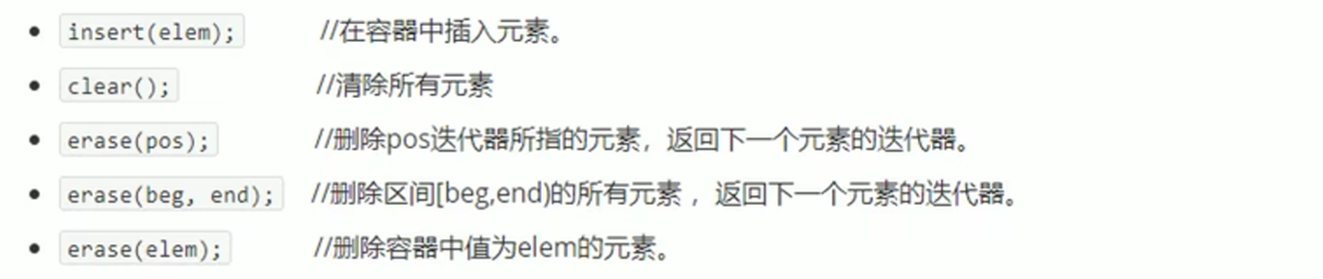 insert(elem); //在容器中插入元素。
clear(); //清除所有元素
erase(pos); //删除pos迭代器所指的元素，返回下一个元素的迭代器。
erase(beg, end); //删除区间[beg,end)的所有元素 ，返回下一个元素的迭代器。
erase(elem); //删除容器中值为elem的元素。